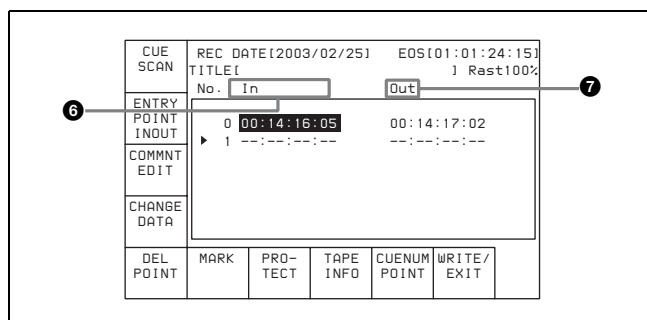 CUE
SCAN
REC DATE[2003/02/25] EOS[01:01:24:15]
TITLE[ ] Rast100%
No. In Out
6
7
ENTRY
POINT
INOUT
0 00:14:16:05 00:14:17:02
▶ 1 --:--:--:-- --:--:--:--
COMMNT
EDIT
CHANGE
DATA
DEL
POINT
MARK
PRO-
TECT
TAPE
INFO
CUENUM
POINT
WRITE/
EXIT